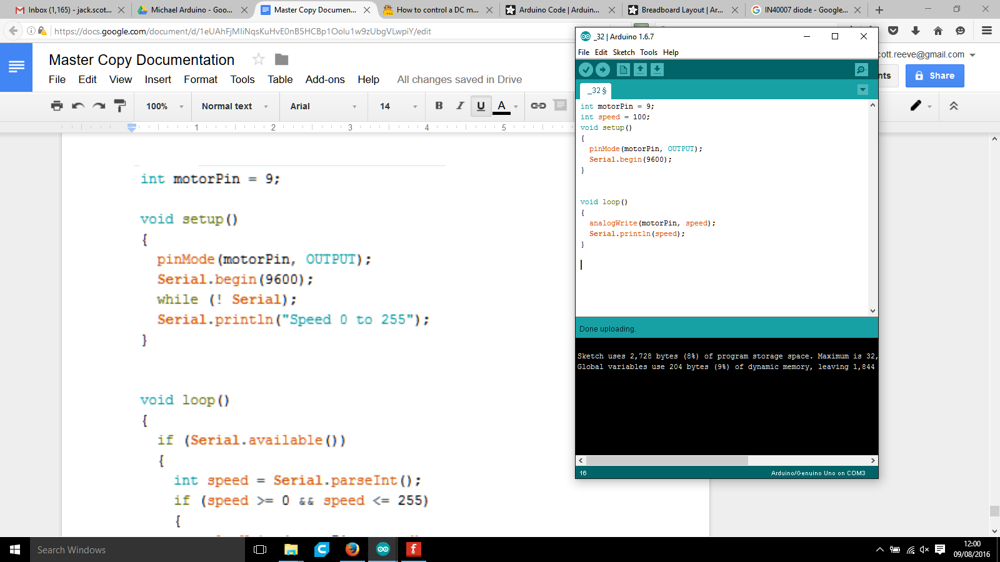 Inbox (1,165) - jack.scot...
Michael Arduino - Goo...
Master Copy Documen...
How to control a DC m...
Arduino Code | Arduin...
Breadboard Layout | Ar...
IN40007 diode - Google...
https://docs.google.com/document/d/1eUAhFjMIiNqsKuHvE0nB5HCBp1Oolu1w9zUbgVLwpiY/edit
Master Copy Documentation
cott.reeve@gmail.com
File Edit View Insert Format Tools Table Add-ons Help All changes saved in Drive
nts
Share
100% Normal text Arial 14 B I U A
1 2 3 4 5
int motorPin = 9;
void setup()
{
pinMode(motorPin, OUTPUT);
Serial.begin(9600);
while (! Serial);
Serial.println("Speed 0 to 255");
}
void loop()
{
if (Serial.available())
{
int speed = Serial.parseInt();
if (speed >= 0 && speed <= 255)
{
_32 | Arduino 1.6.7
File Edit Sketch Tools Help
_32 §
int motorPin = 9;
int speed = 100;
void setup()
{
pinMode(motorPin, OUTPUT);
Serial.begin(9600);
}
void loop()
{
analogWrite(motorPin, speed);
Serial.println(speed);
}
Done uploading.
Sketch uses 2,728 bytes (8%) of program storage space. Maximum is 32,
Global variables use 204 bytes (9%) of dynamic memory, leaving 1,844
16
Arduino/Genuino Uno on COM3
Search Windows
12:00
09/08/2016